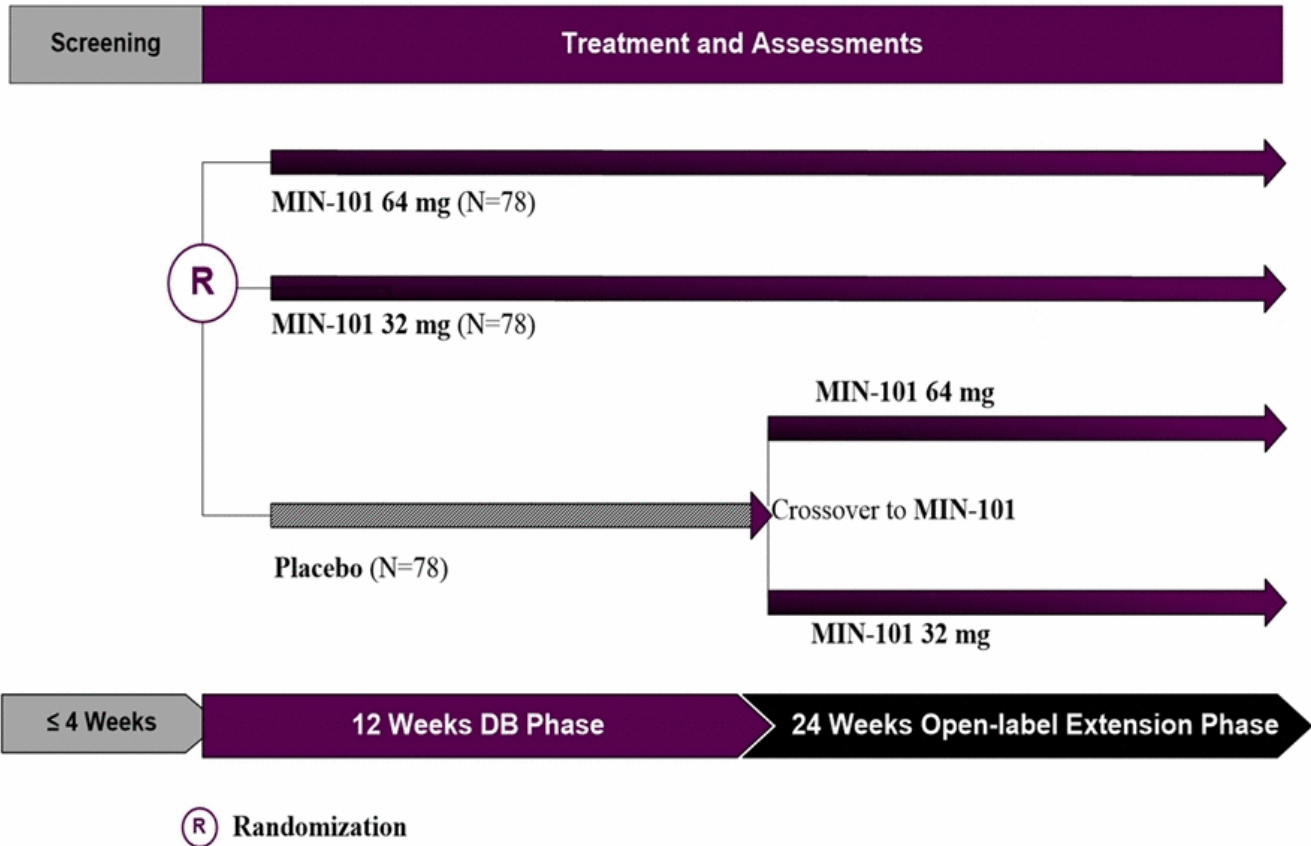 Screening
Treatment and Assessments
MIN-101 64 mg (N=78)
R
MIN-101 32 mg (N=78)
MIN-101 64 mg
Crossover to MIN-101
Placebo (N=78)
MIN-101 32 mg
≤ 4 Weeks
12 Weeks DB Phase
24 Weeks Open-label Extension Phase
R Randomization